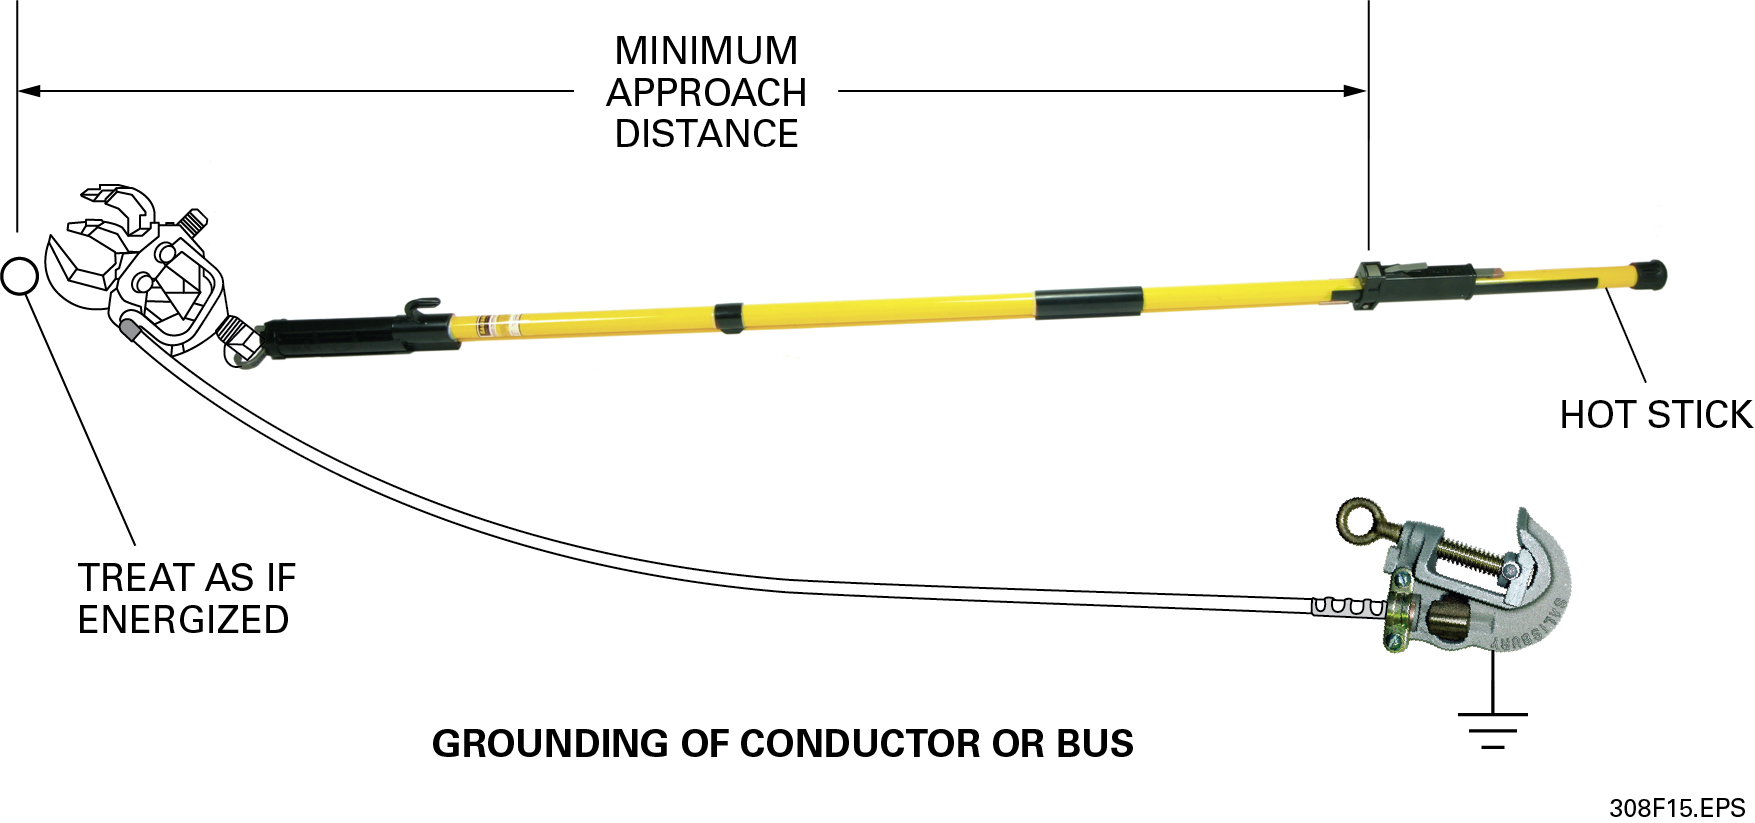 MINIMUM
APPROACH
DISTANCE
HOT STICK
TREAT AS IF
ENERGIZED
SALISBURY
GROUNDING OF CONDUCTOR OR BUS
308F15.EPS